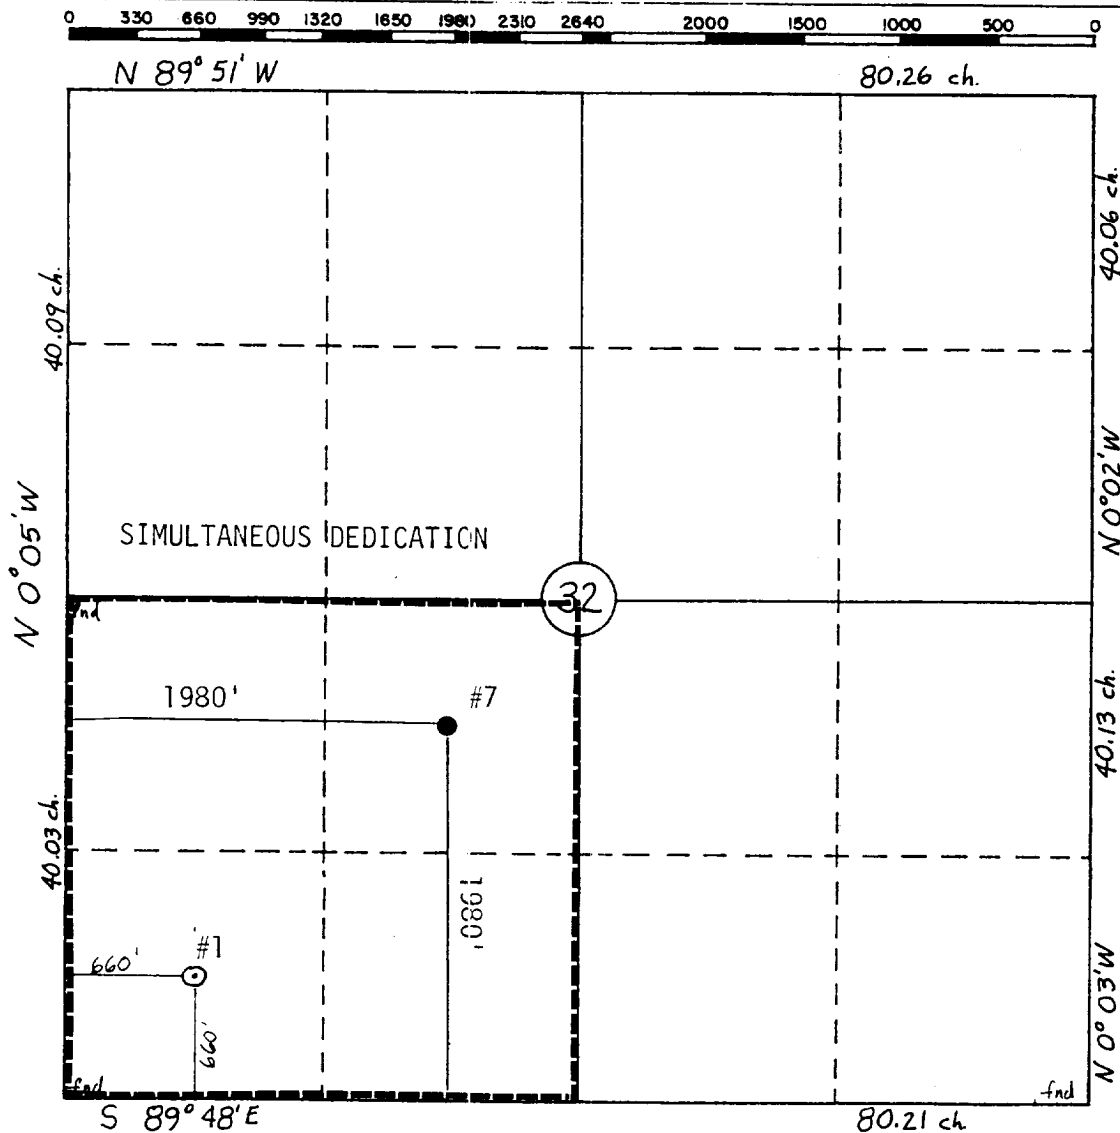 0 330 660 990 1320 1650 1980 2310 2640 2000 1500 1000 500 0
N 89° 51' W 80.26 ch.
40.06 ch.
40.09 ch.
N 0° 02' W
N 0° 05' W
SIMULTANEOUS DEDICATION
32
fnd
1980' #7
40.13 ch.
40.03 ch.
1980'
#1
660'
660'
N 0° 03' W
fnd fnd
S 89° 48' E 80.21 ch.